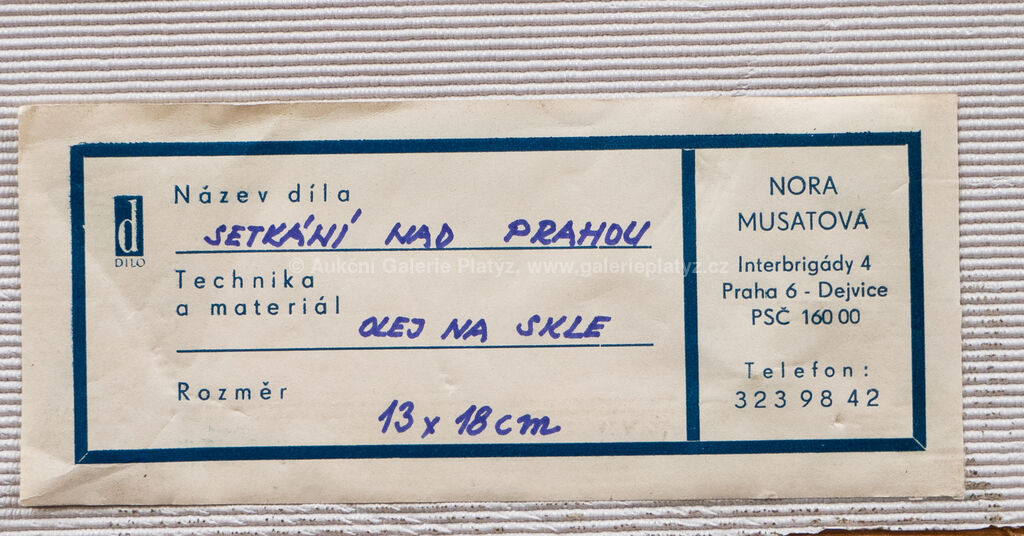 Název díla
SETKÁNÍ NAD PRAHOU
d
DILO
© Aukční Galerie Platýz, www.galerieplatyz.cz
Technika
a materiál
OLEJ NA SKLE
Rozměr
13 x 18 cm
NORA
MUSATOVÁ
Interbrigády 4
Praha 6 - Dejvice
PSČ 160 00
Telefon:
323 98 42